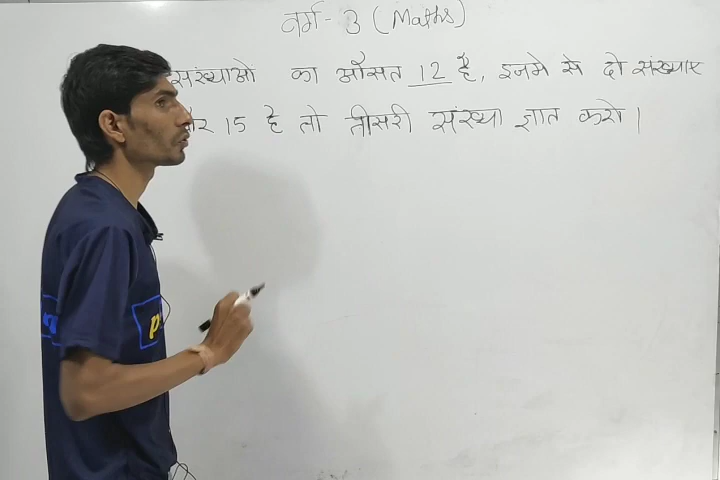 वर्ग - 3 (Maths)
संख्याओ का औसत 12 है, इनमे से दो संख्याए
15 है तो तीसरी संख्या ज्ञात करो।